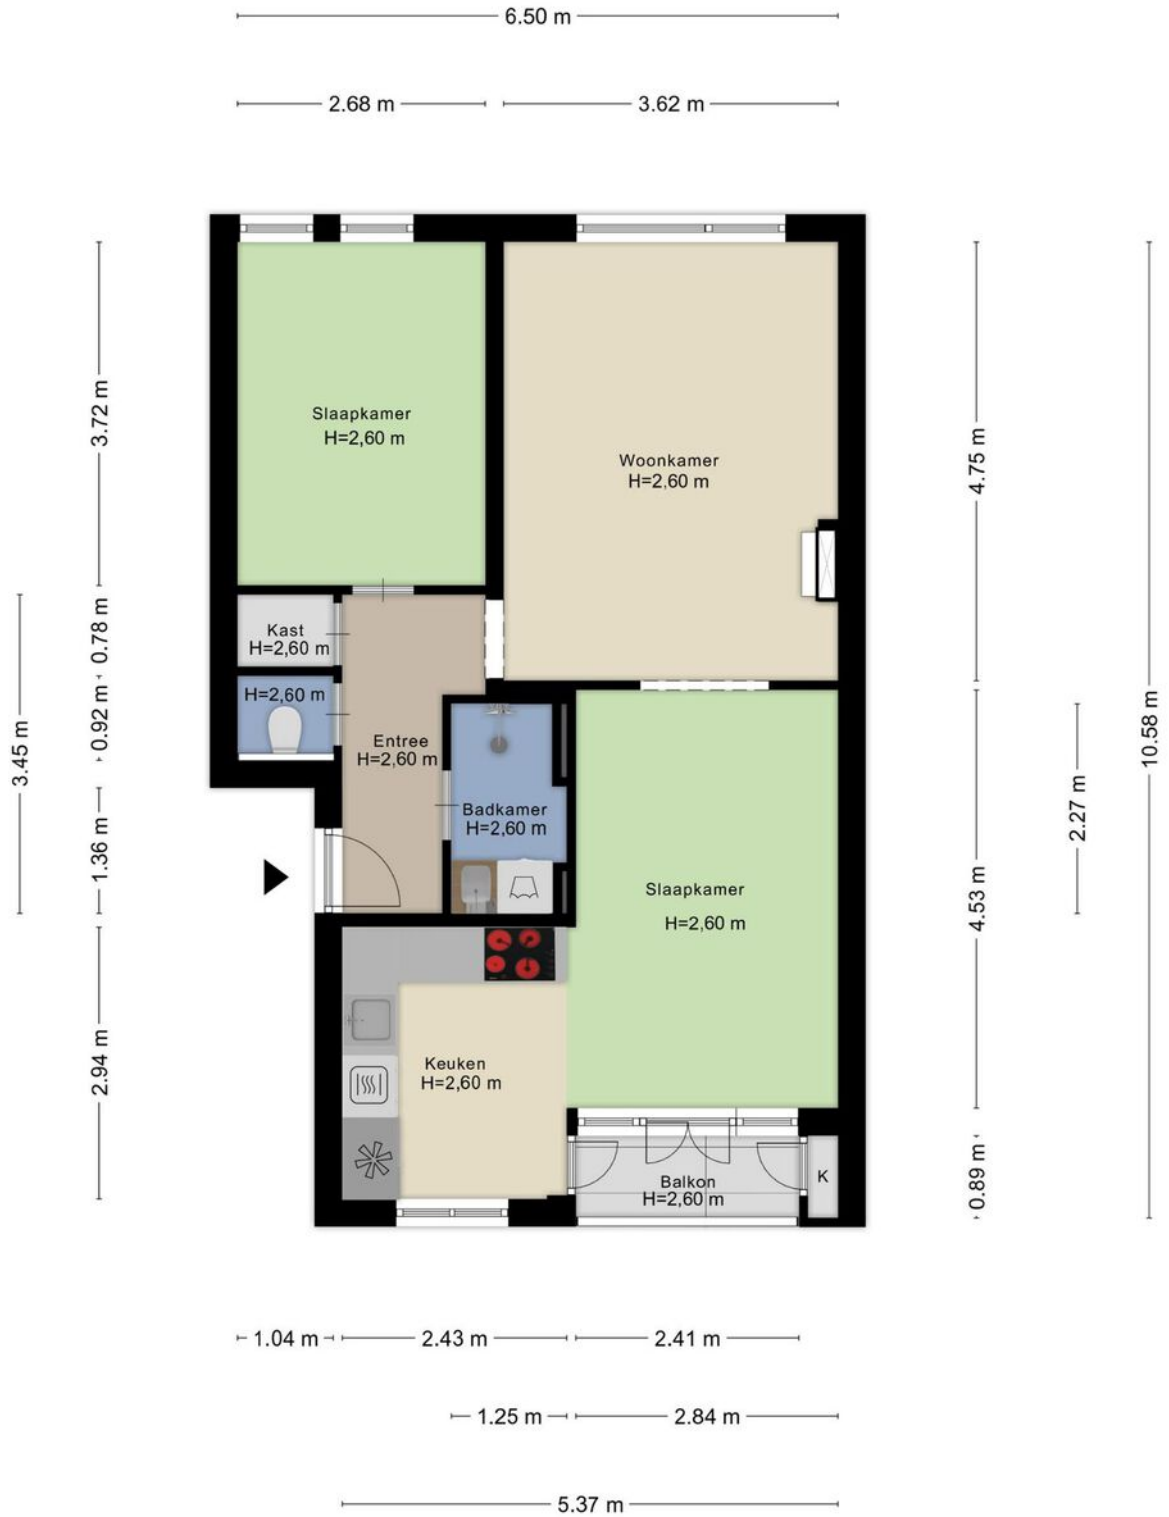 6.50 m
2.68 m
3.62 m
3.72 m
4.75 m
10.58 m
Slaapkamer
H=2,60 m
Woonkamer
H=2,60 m
3.45 m
0.78 m
0.92 m
1.36 m
2.94 m
Kast
H=2,60 m
H=2,60 m
Entree
H=2,60 m
Badkamer
H=2,60 m
Slaapkamer
H=2,60 m
2.27 m
4.53 m
0.89 m
Keuken
H=2,60 m
Balkon
H=2,60 m
K
1.04 m
2.43 m
2.41 m
1.25 m
2.84 m
5.37 m